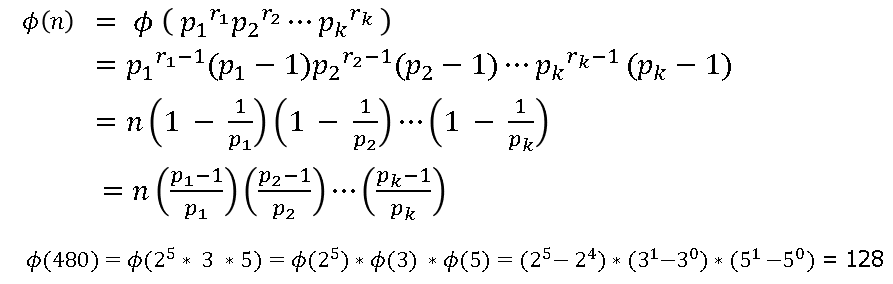 ϕ(n) = ϕ ( p₁^{r₁} p₂^{r₂} ⋯ p_k^{r_k} )
= p₁^{r₁−1}(p₁ − 1)p₂^{r₂−1}(p₂ − 1) ⋯ p_k^{r_k−1} (p_k − 1)
= n (1 − 1/p₁) (1 − 1/p₂) ⋯ (1 − 1/p_k)
= n ((p₁−1)/p₁) ((p₂−1)/p₂) ⋯ ((p_k−1)/p_k)
ϕ(480) = ϕ(2⁵ * 3 * 5) = ϕ(2⁵) * ϕ(3) * ϕ(5) = (2⁵− 2⁴) * (3¹−3⁰) * (5¹ −5⁰) = 128